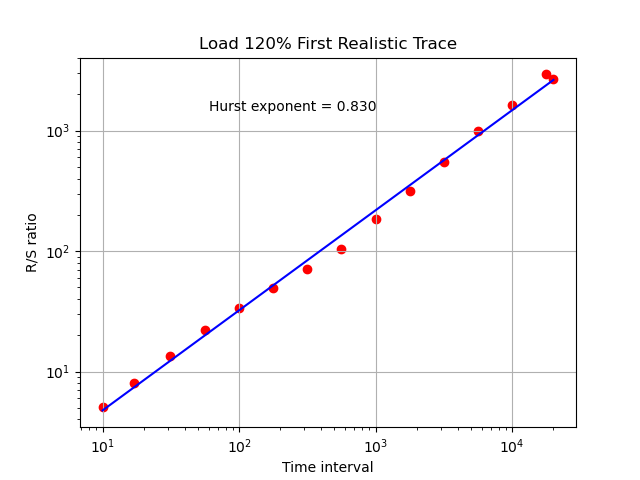 Load 120% First Realistic Trace
Hurst exponent = 0.830
R/S ratio
10³
10²
10¹
10¹ 10² 10³ 10⁴
Time interval